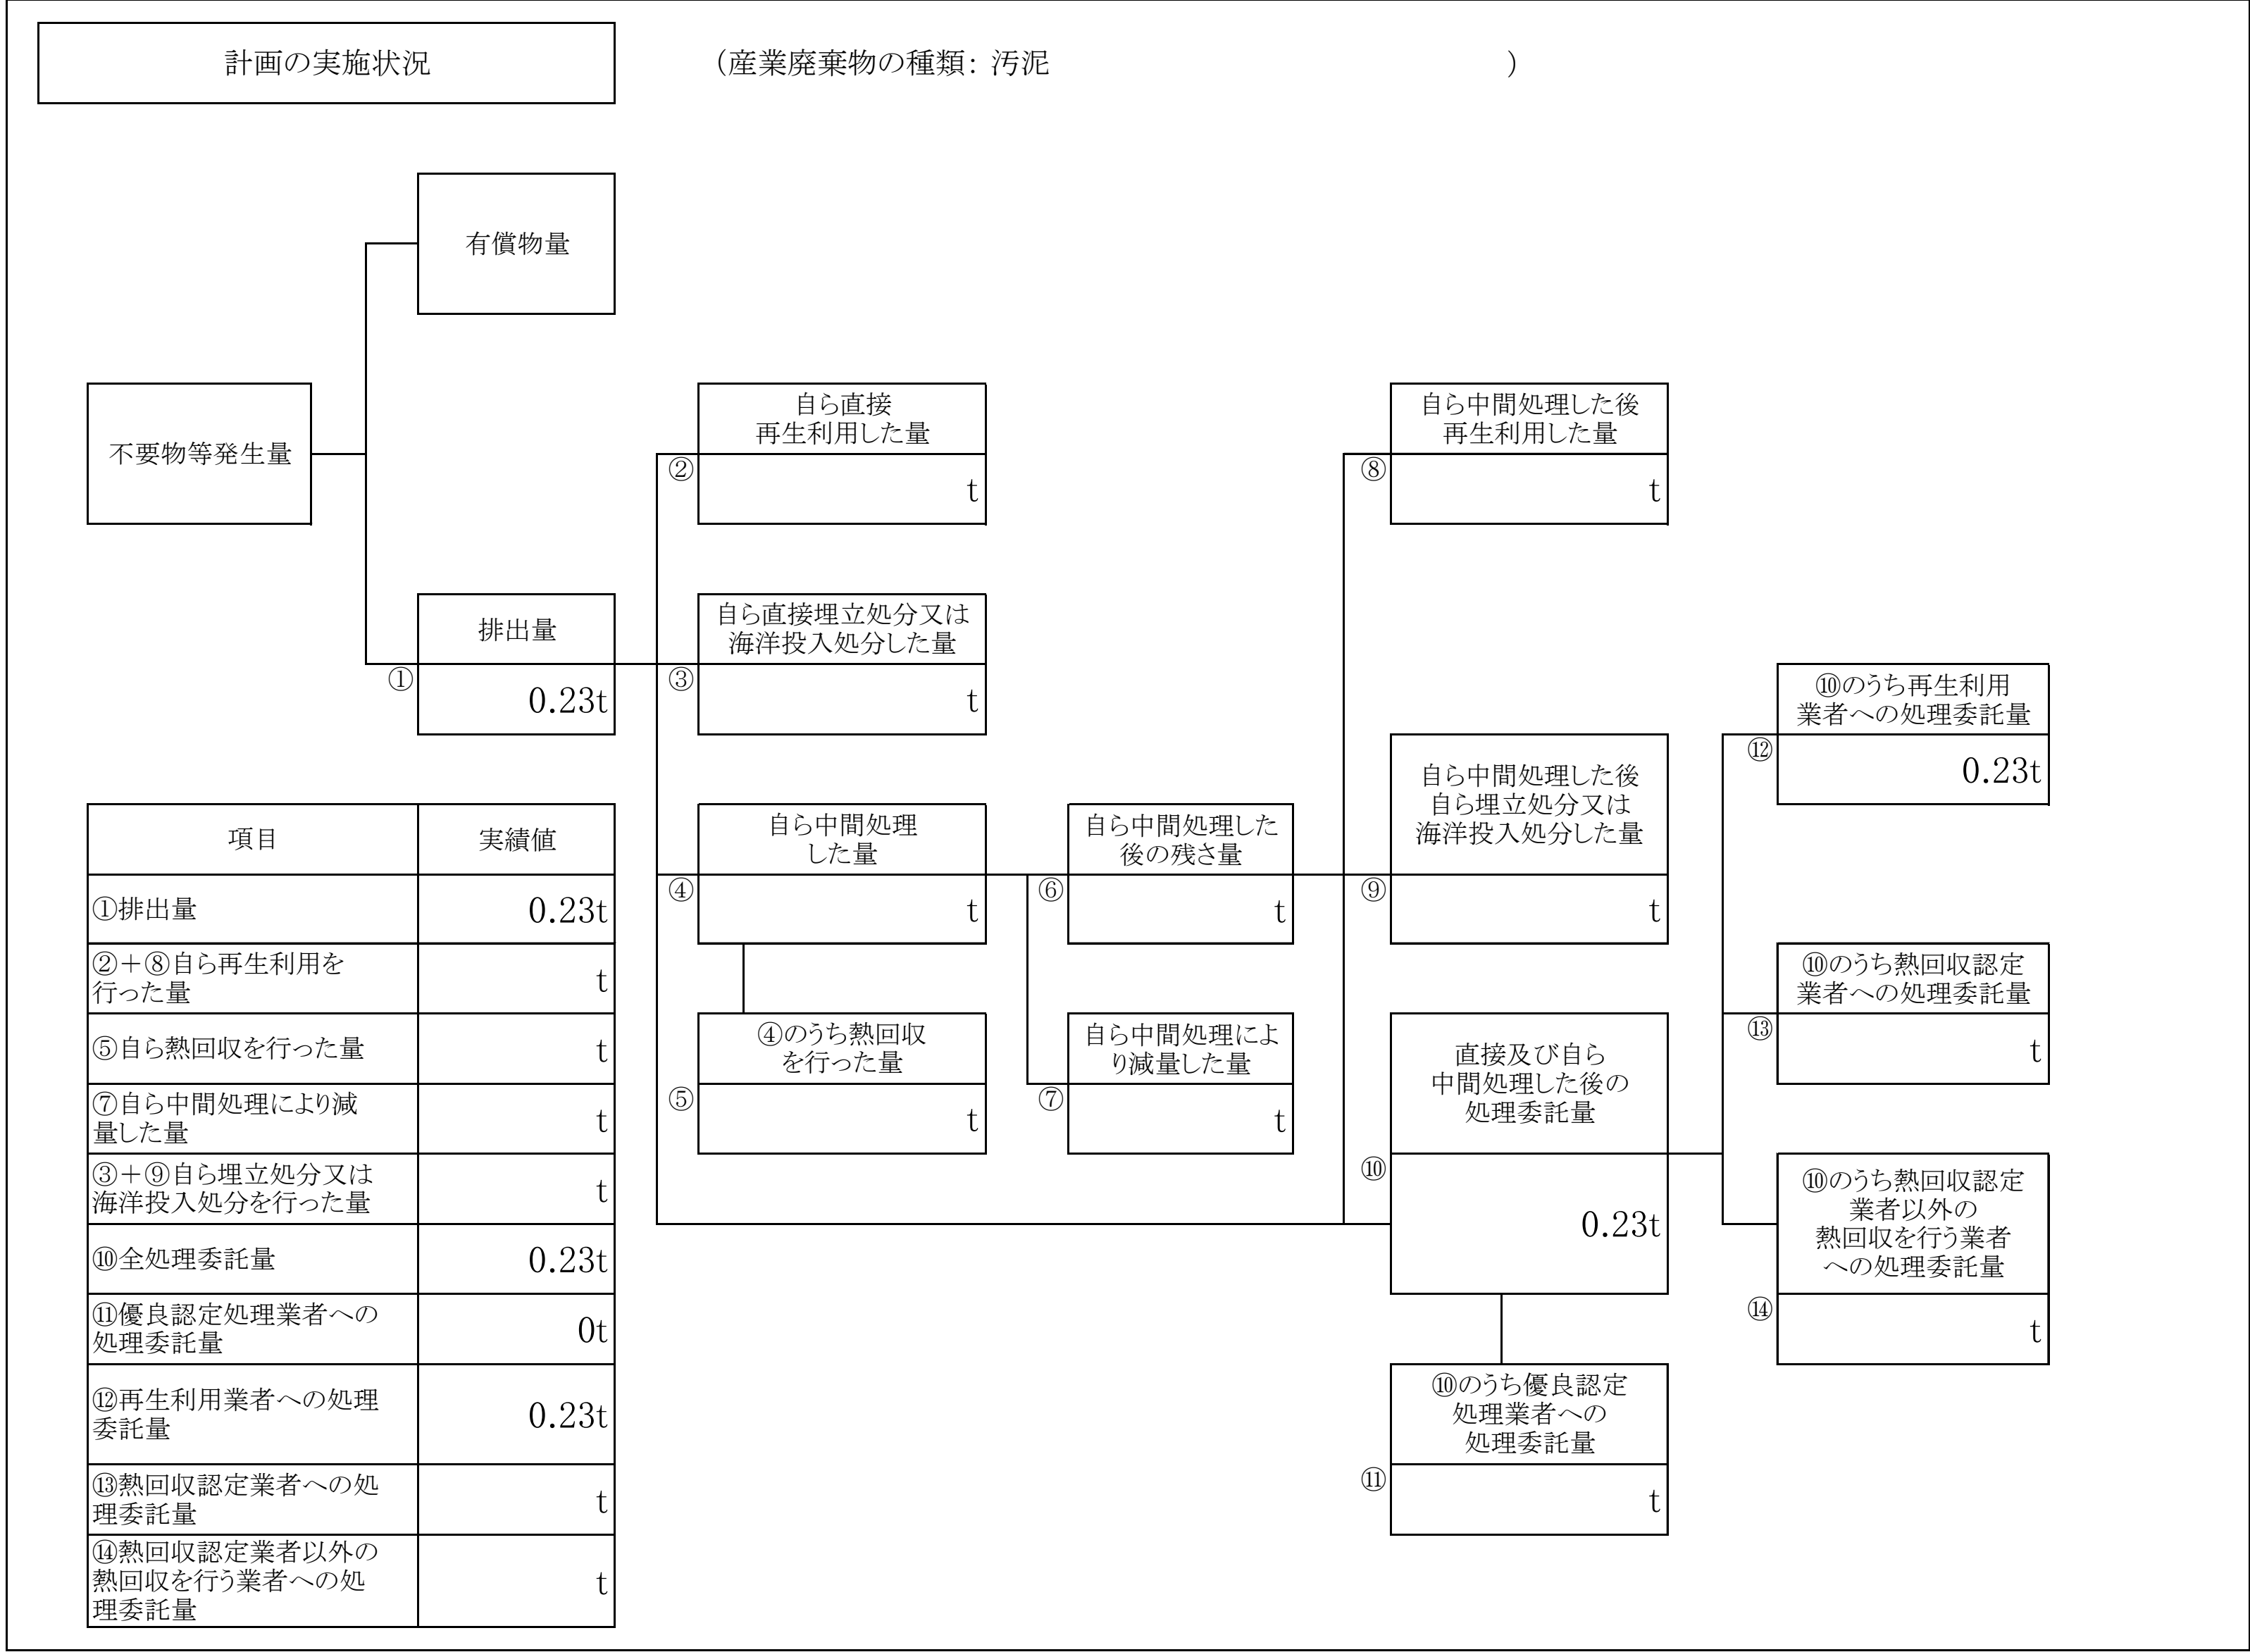 計画の実施状況
（産業廃棄物の種類：汚泥　　　　　）
有償物量
不要物等発生量
自ら直接
再生利用した量
②
t
自ら中間処理した後
再生利用した量
⑧
t
排出量
①
0.23t
自ら直接埋立処分又は
海洋投入処分した量
③
t
⑩のうち再生利用
業者への処理委託量
⑫
0.23t
自ら中間処理した後
自ら埋立処分又は
海洋投入処分した量
⑨
t
自ら中間処理
した量
④
t
自ら中間処理した
後の残さ量
⑥
t
④のうち熱回収
を行った量
⑤
t
自ら中間処理によ
り減量した量
⑦
t
⑩のうち熱回収認定
業者への処理委託量
⑬
t
直接及び自ら
中間処理した後の
処理委託量
⑩
0.23t
⑩のうち熱回収認定
業者以外の
熱回収を行う業者
への処理委託量
⑭
t
⑩のうち優良認定
処理業者への
処理委託量
⑪
t
項目　実績値
①排出量　0.23t
②＋⑧自ら再生利用を
行った量　t
⑤自ら熱回収を行った量　t
⑦自ら中間処理により減
量した量　t
③＋⑨自ら埋立処分又は
海洋投入処分を行った量　t
⑩全処理委託量　0.23t
⑪優良認定処理業者への
処理委託量　0t
⑫再生利用業者への処理
委託量　0.23t
⑬熱回収認定業者への処
理委託量　t
⑭熱回収認定業者以外の
熱回収を行う業者への処
理委託量　t